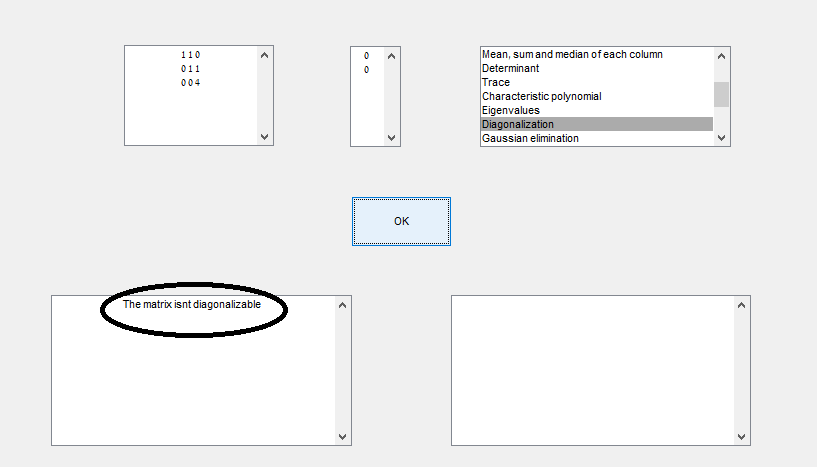 1 1 0
0 1 1
0 0 4
0
0
Mean, sum and median of each column
Determinant
Trace
Characteristic polynomial
Eigenvalues
Diagonalization
Gaussian elimination
OK
The matrix isnt diagonalizable